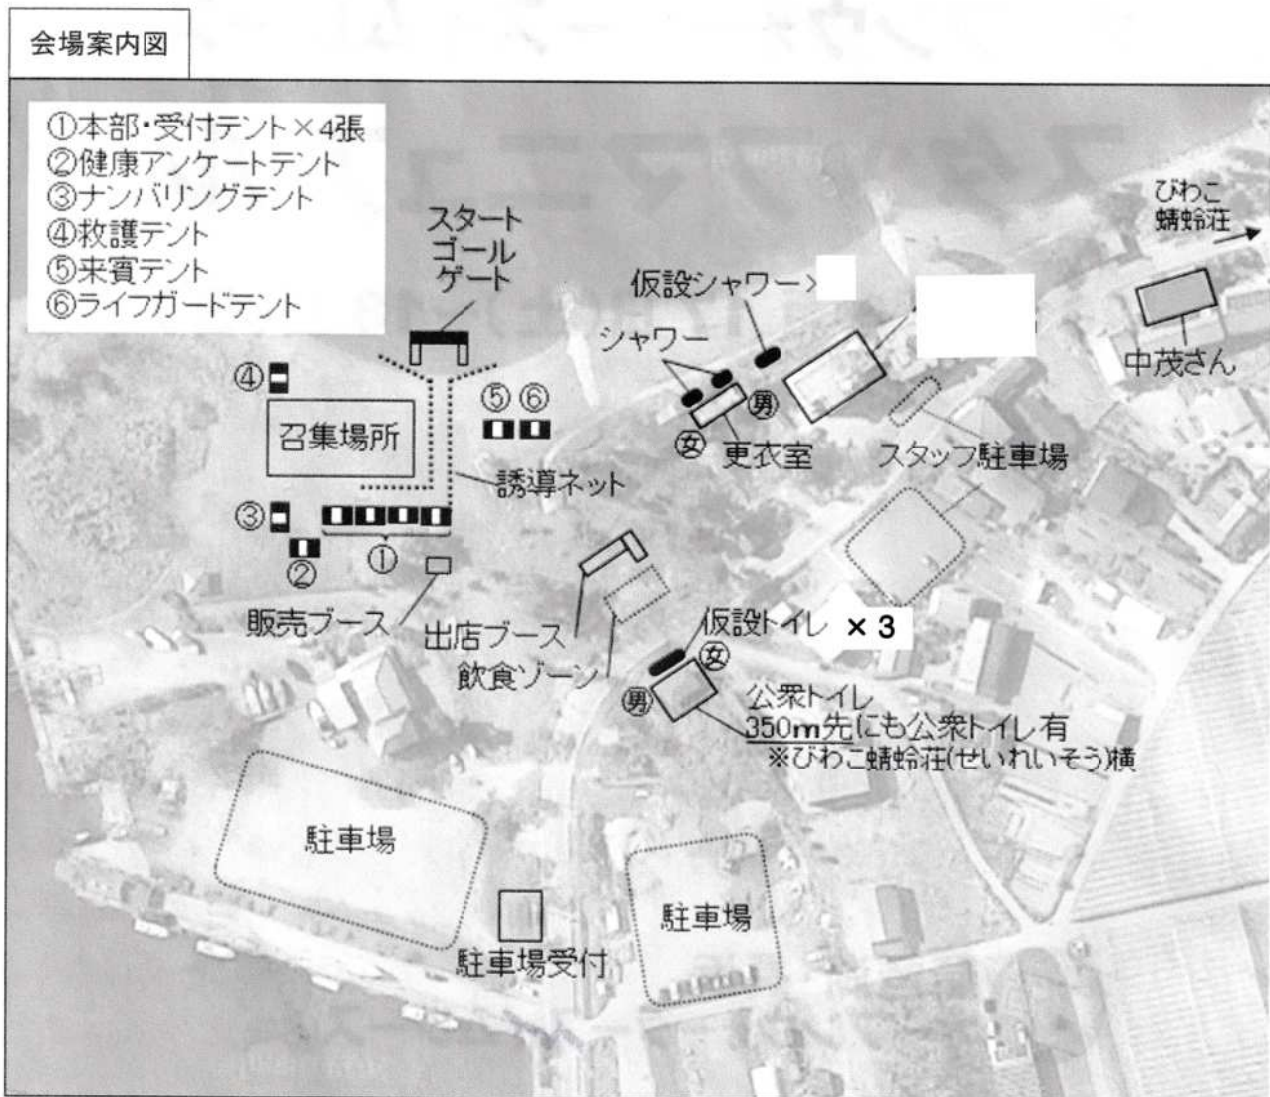 会場案内図
①本部・受付テント×4張
②健康アンケートテント
③ナンバリングテント
④救護テント
⑤来賓テント
⑥ライフガードテント
スタート
ゴール
ゲート
びわこ
蜻蛉荘
仮設シャワー×
シャワー
中茂さん
④
⑤
⑥
男
召集場所
女
更衣室
スタッフ駐車場
誘導ネット
③
①
②
販売ブース
出店ブース
仮設トイレ ×3
飲食ゾーン
女
男
公衆トイレ
350m先にも公衆トイレ有
※びわこ蜻蛉荘(せいれいそう)横
駐車場
駐車場
駐車場受付